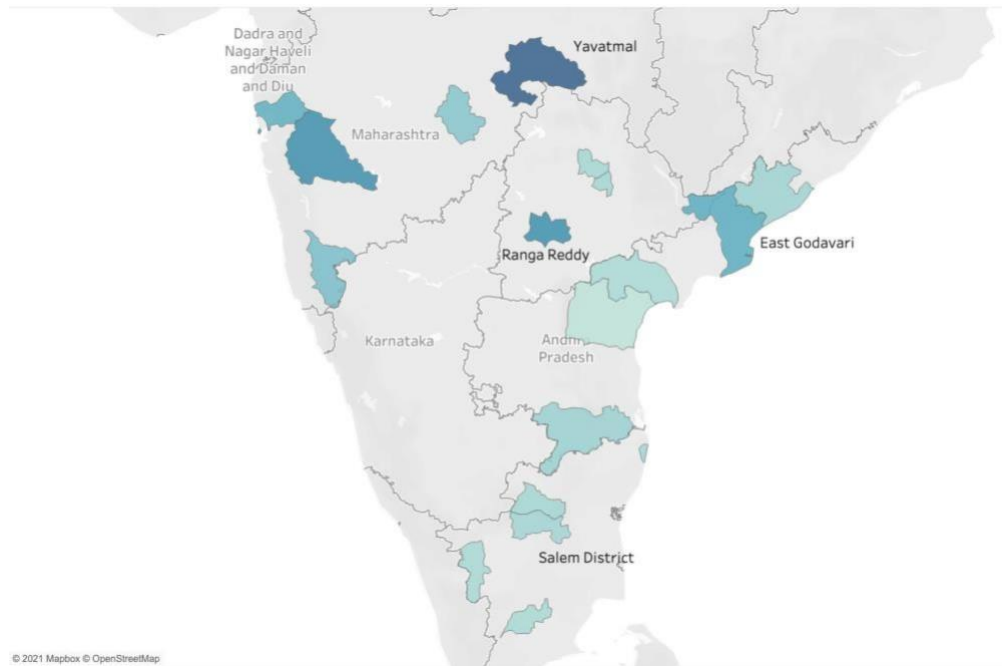 Dadra and
Nagar Haveli
and Daman
and Diu
Yavatmal
Maharashtra
East Godavari
Ranga Reddy
Karnataka
Andhr
Pradesh
Salem District
© 2021 Mapbox © OpenStreetMap